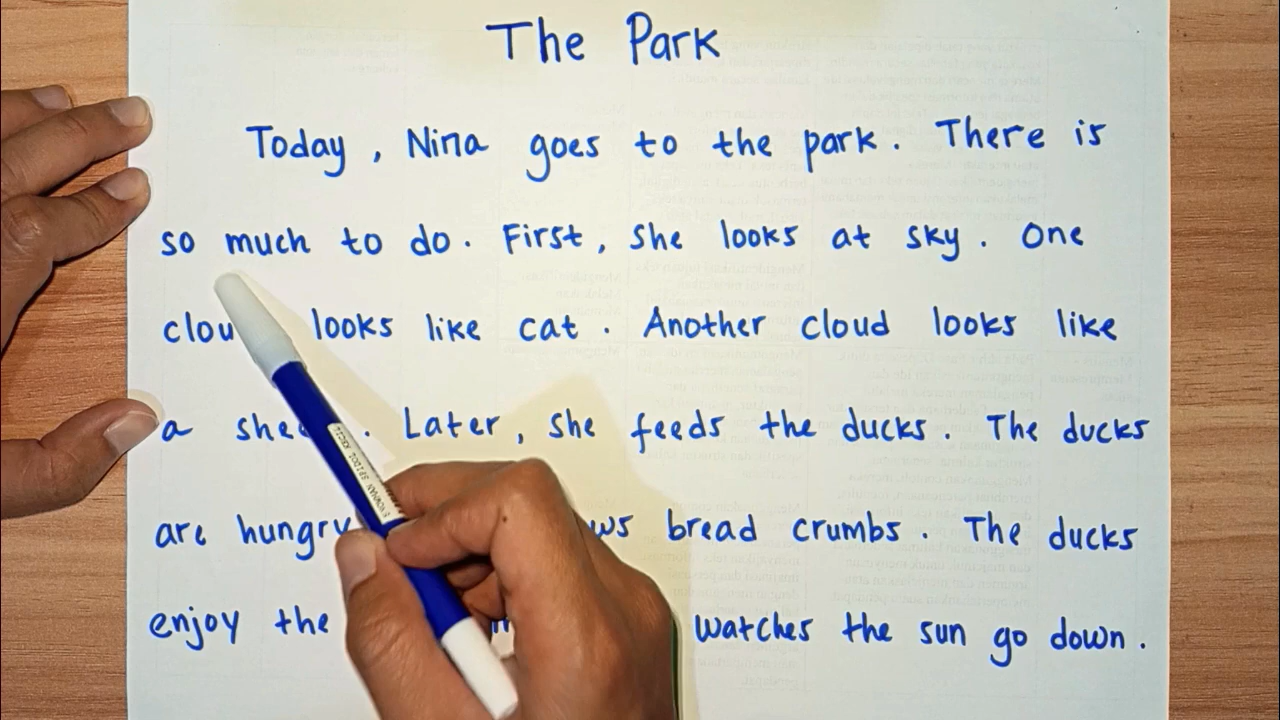 The Park
Today, Nina goes to the park. There is
so much to do. First, She looks at sky. One
looks like cat. Another cloud looks like
a Later, She feeds the ducks. The ducks
are hungry bread crumbs. The ducks
enjoy the watches the sun go down.